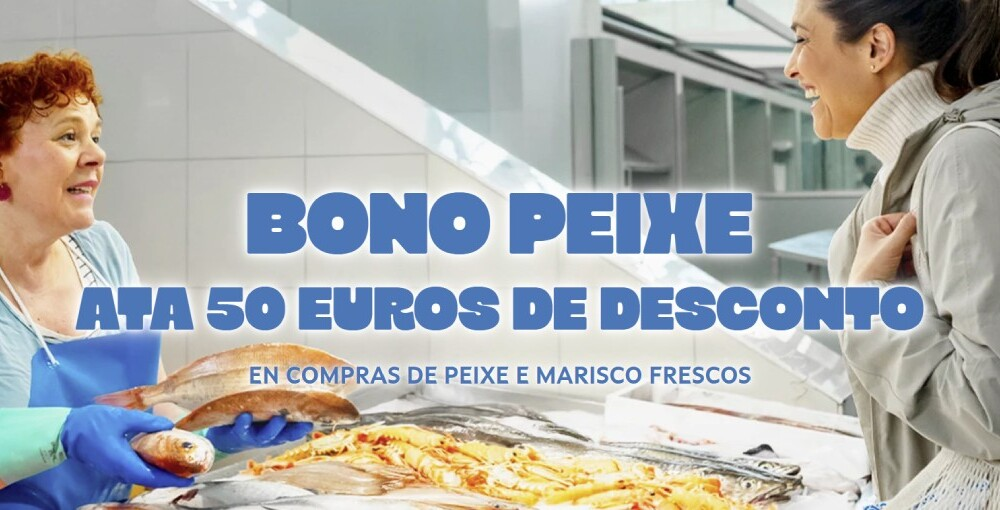 BONO PEIXE
ATA 50 EUROS DE DESCONTO
EN COMPRAS DE PEIXE E MARISCO FRESCOS